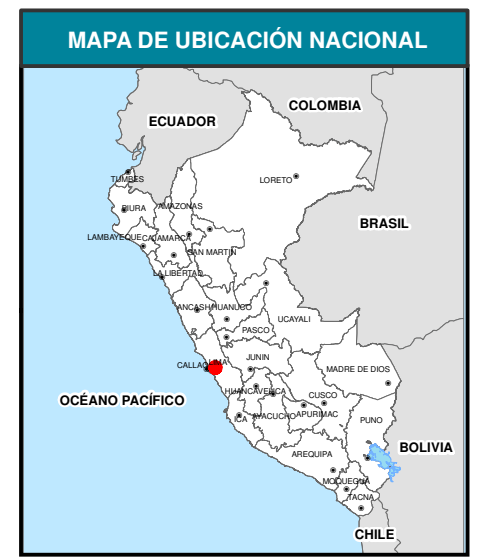 MAPA DE UBICACIÓN NACIONAL
COLOMBIA
ECUADOR
TUMBES
LORETO
PIURA
AMAZONAS
BRASIL
LAMBAYEQUE
CAJAMARCA
SAN MARTIN
LA LIBERTAD
ANCASH
HUANUCO
UCAYALI
PASCO
JUNIN
CALLAO
LIMA
MADRE DE DIOS
HUANCAVELICA
CUSCO
OCÉANO PACÍFICO
ICA
AYACUCHO
APURIMAC
PUNO
BOLIVIA
AREQUIPA
MOQUEGUA
TACNA
CHILE